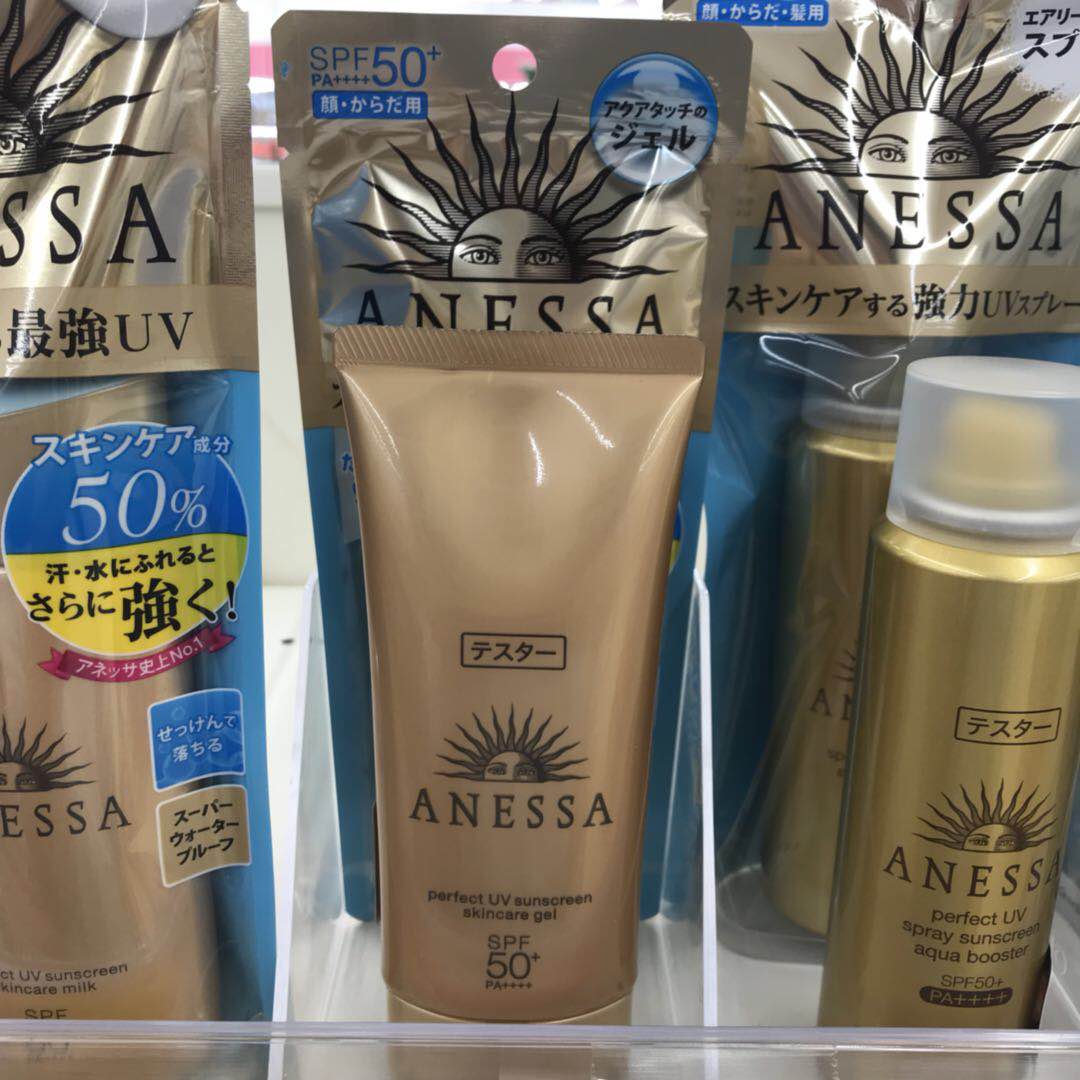 SSA
最強UV
スキンケア成分
50%
汗・水にふれると
さらに強く!
アネッサ史上No.1
せっけんで
落ちる
スーパー
ウォーター
プルーフ
ESSA
ct UV sunscreen
kincare milk
SPF
SPF50+
PA++++
顔・からだ用
アクアタッチの
ジェル
ANESSA
テスター
ANESSA
perfect UV sunscreen
skincare gel
SPF
50+
PA++++
顔・からだ・髪用
エアリー
スプ
ANESSA
スキンケアする強力UVスプレー
テスター
ANESSA
perfect UV
spray sunscreen
aqua booster
SPF50+
PA++++